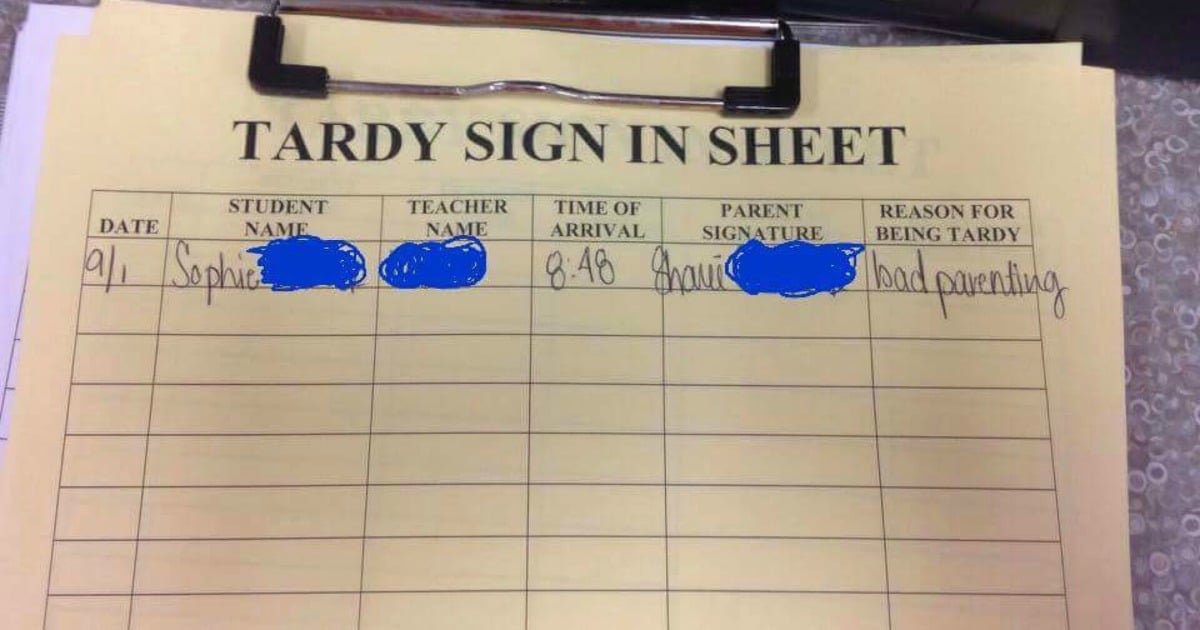 TARDY SIGN IN SHEET
DATE STUDENT NAME TEACHER NAME TIME OF ARRIVAL PARENT SIGNATURE REASON FOR BEING TARDY
9/1 Sophie 8:48 bad parenting